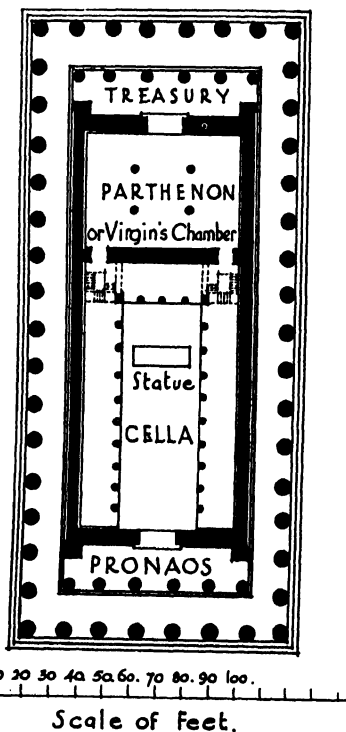 TREASURY
PARTHENON
or Virgin's Chamber
Statue
CELLA
PRONAOS
20 30 40 50. 60. 70 80. 90 100.
Scale of Feet.